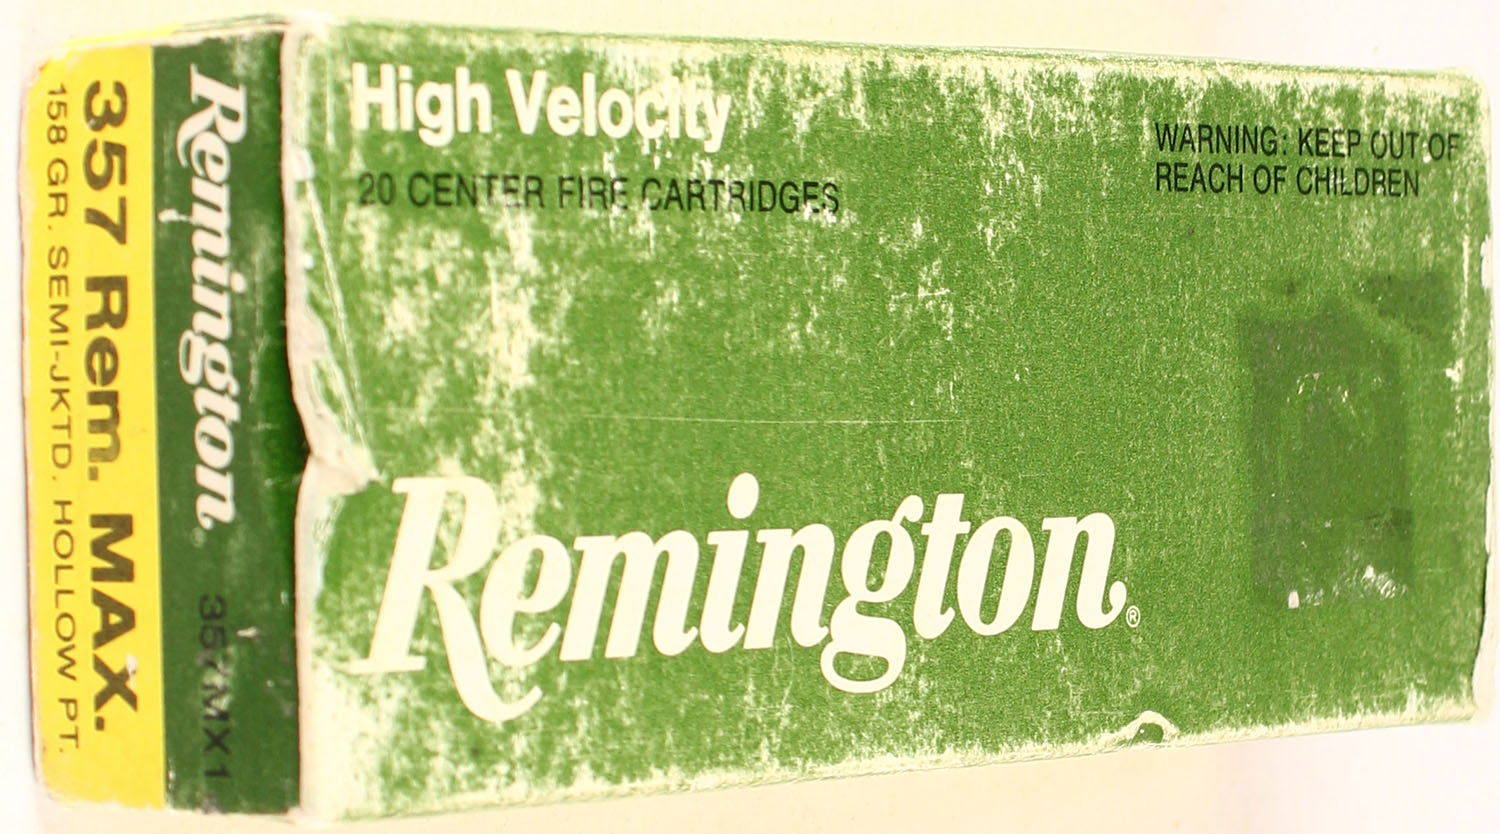 High Velocity
20 CENTER FIRE CARTRIDGES
WARNING: KEEP OUT OF
REACH OF CHILDREN
Remington®
Remington®
357MX1
357 Rem. MAX.
158 GR. SEMI-JKTD. HOLLOW PT.